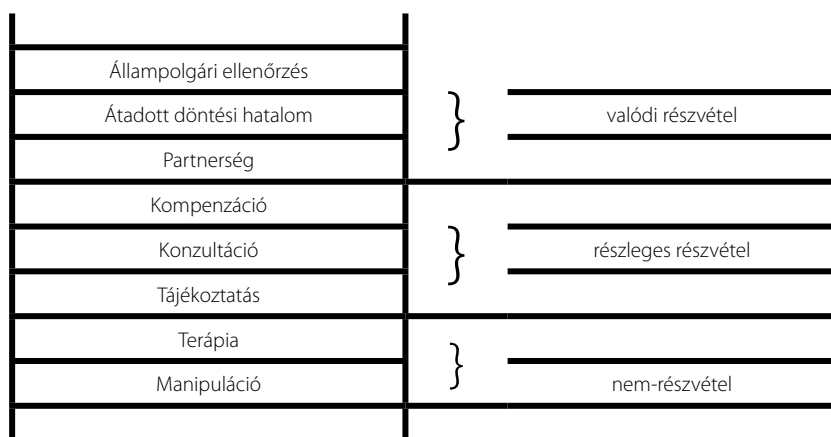 Állampolgári ellenőrzés
Átadott döntési hatalom } valódi részvétel
Partnerség
Kompenzáció
Konzultáció } részleges részvétel
Tájékoztatás
Terápia
Manipuláció } nem-részvétel